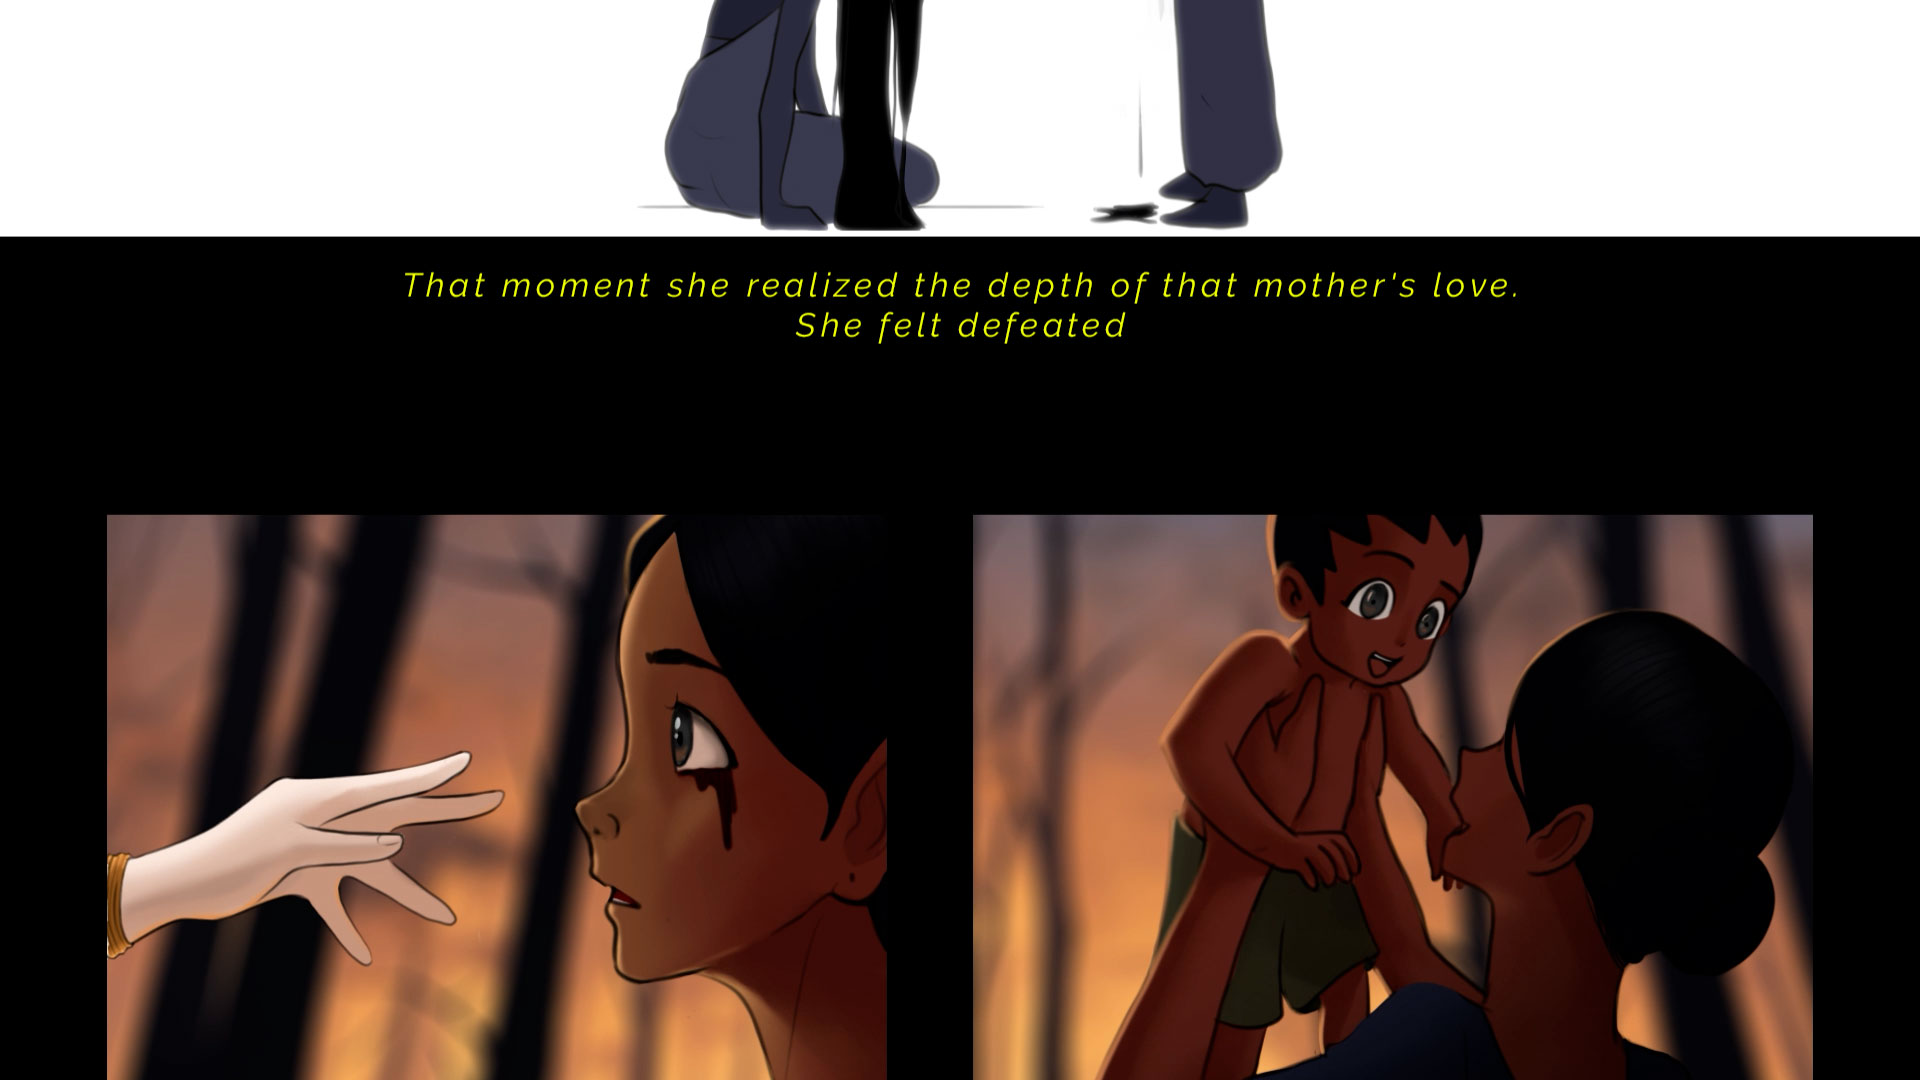 That moment she realized the depth of that mother's love.
She felt defeated